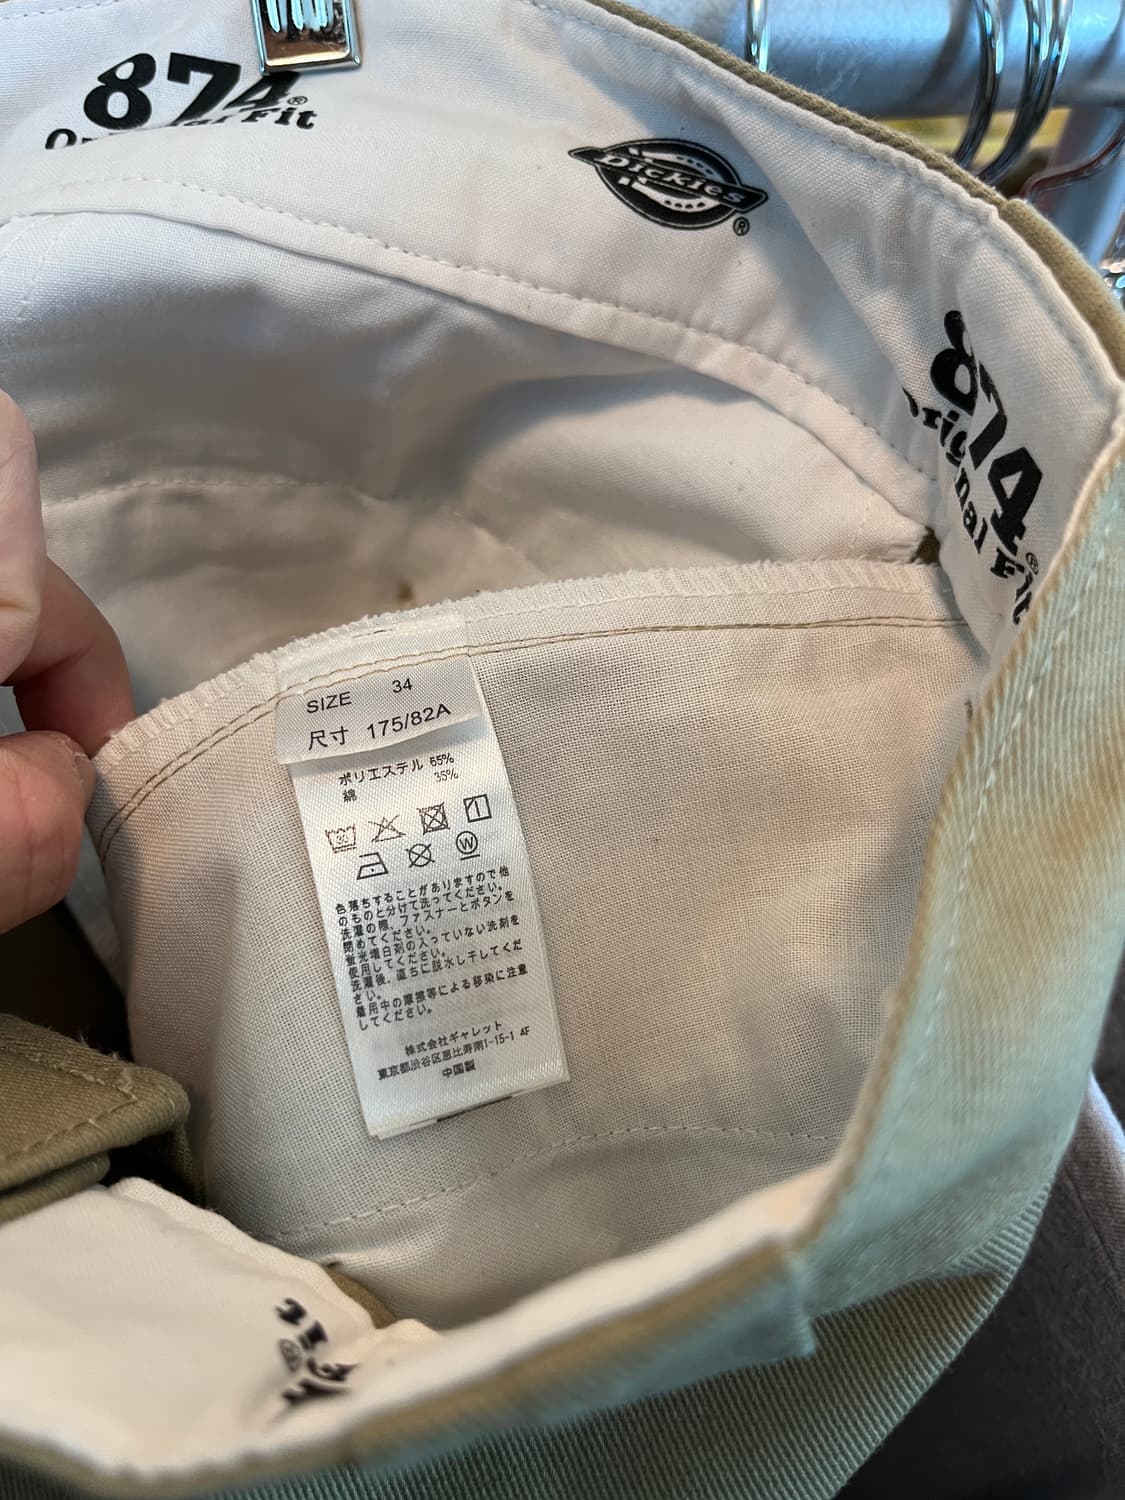 874®
Original Fit
Dickies®
874®
Original Fit
SIZE 34
尺寸 175/82A
ポリエステル 65%
綿 35%
30
W
色落ちすることがありますので他
のものと分けて洗ってください。
洗濯の際、ファスナーとボタンを
閉めてください。
蛍光増白剤の入っていない洗剤を
使用してください。
洗濯後、直ちに脱水し干してくだ
さい。
着用中の摩擦等による移染に注意
してください。
株式会社ギャレット
東京都渋谷区恵比寿南1-15-1 4F
中国製
Fit